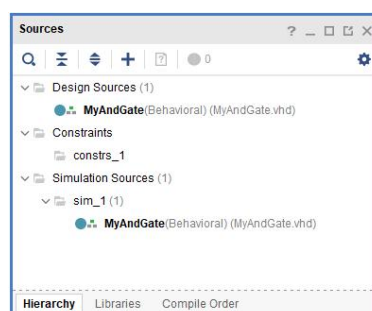 Sources
? _
0
Design Sources (1)
MyAndGate(Behavioral) (MyAndGate.vhd)
Constraints
constrs_1
Simulation Sources (1)
sim_1 (1)
MyAndGate(Behavioral) (MyAndGate.vhd)
Hierarchy Libraries Compile Order